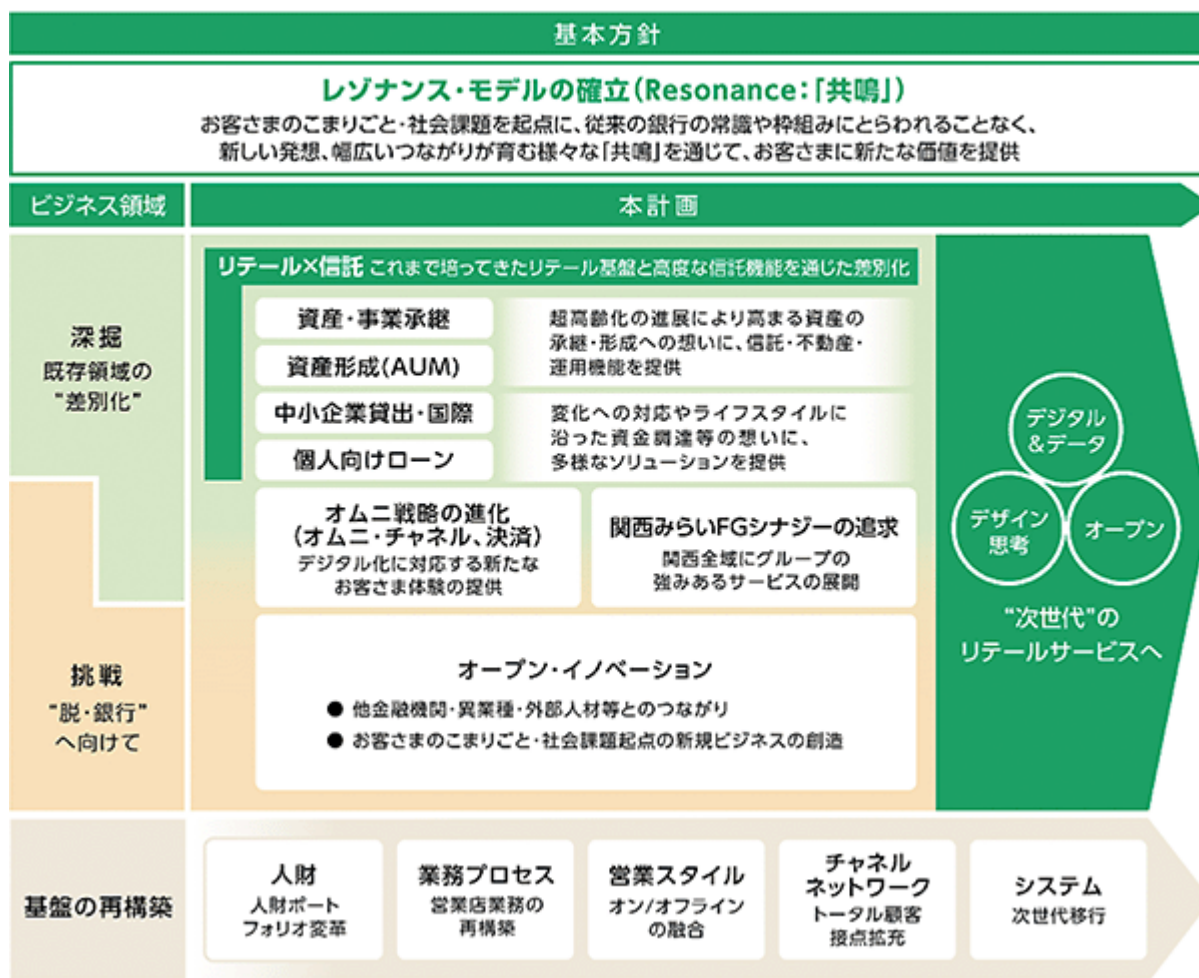 基本方針
レゾナンス・モデルの確立(Resonance:「共鳴」)
お客さまのこまりごと・社会課題を起点に、従来の銀行の常識や枠組みにとらわれることなく、
新しい発想、幅広いつながりが育む様々な「共鳴」を通じて、お客さまに新たな価値を提供
ビジネス領域
本計画
深掘
既存領域の
“差別化”
リテール×信託 これまで培ってきたリテール基盤と高度な信託機能を通じた差別化
資産・事業承継
資産形成(AUM)
超高齢化の進展により高まる資産の
承継・形成への想いに、信託・不動産・
運用機能を提供
中小企業貸出・国際
個人向けローン
変化への対応やライフスタイルに
沿った資金調達等の想いに、
多様なソリューションを提供
オムニ戦略の進化
(オムニ・チャネル、決済)
デジタル化に対応する新たな
お客さま体験の提供
関西みらいFGシナジーの追求
関西全域にグループの
強みあるサービスの展開
挑戦
“脱・銀行”
へ向けて
オープン・イノベーション
● 他金融機関・異業種・外部人材等とのつながり
● お客さまのこまりごと・社会課題起点の新規ビジネスの創造
デジタル
&データ
デザイン
思考
オープン
“次世代”の
リテールサービスへ
基盤の再構築
人財
人財ポート
フォリオ変革
業務プロセス
営業店業務の
再構築
営業スタイル
オン/オフライン
の融合
チャネル
ネットワーク
トータル顧客
接点拡充
システム
次世代移行